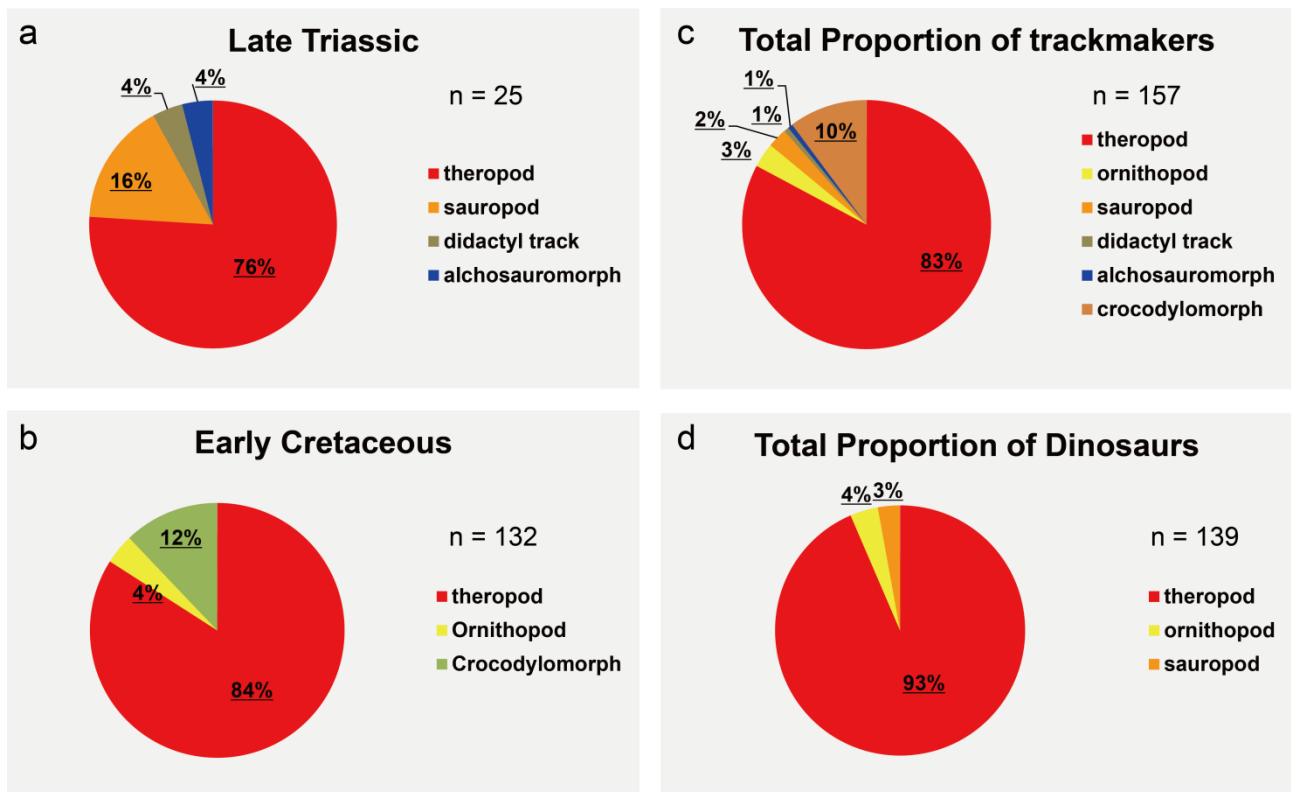 a
Late Triassic
4%
4%
n = 25
16%
76%
theropod
sauropod
didactyl track
alchosauromorph
b
Early Cretaceous
n = 132
12%
4%
84%
theropod
Ornithopod
Crocodylomorph
c
Total Proportion of trackmakers
n = 157
1%
1%
2%
3%
10%
83%
theropod
ornithopod
sauropod
didactyl track
alchosauromorph
crocodylomorph
d
Total Proportion of Dinosaurs
4%
3%
n = 139
93%
theropod
ornithopod
sauropod